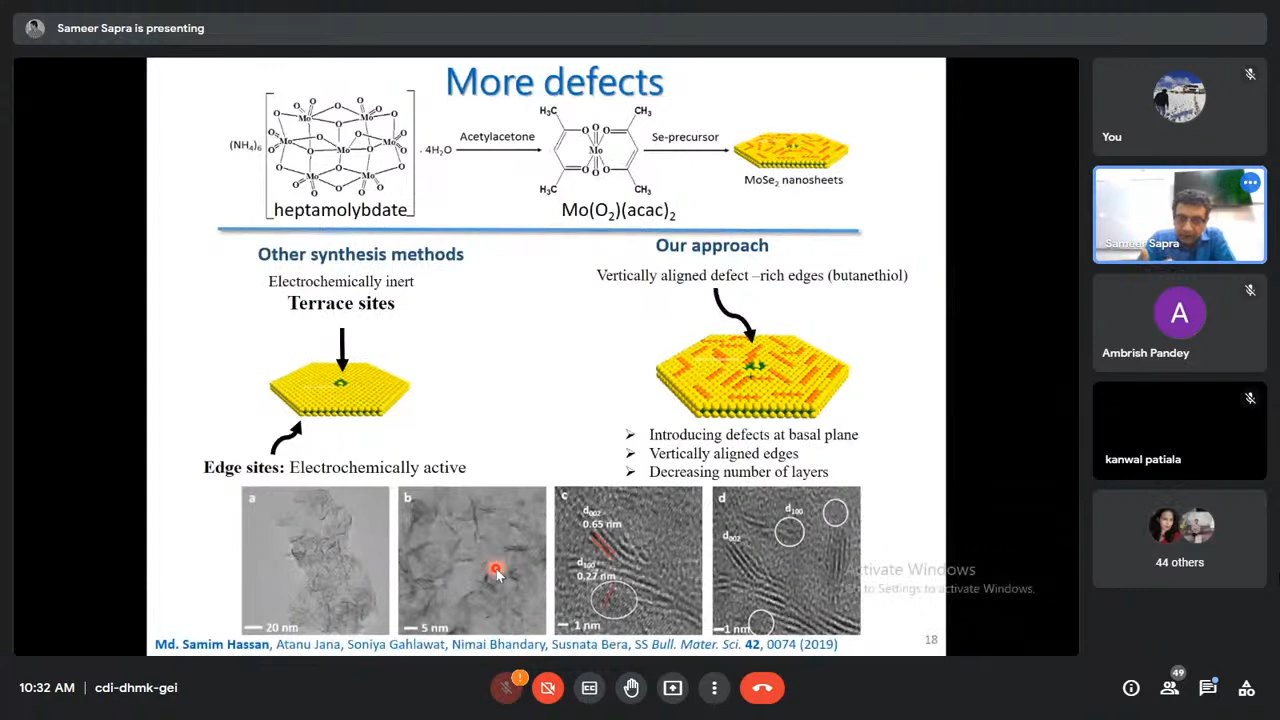 Sameer Sapra is presenting
More defects
(NH4)6
heptamolybdate
. 4H2O
Acetylacetone
H3C
CH3
O
Mo
H3C
CH3
Mo(O2)(acac)2
Se-precursor
MoSe2 nanosheets
Other synthesis methods
Electrochemically inert
Terrace sites
Edge sites: Electrochemically active
Our approach
Vertically aligned defect –rich edges (butanethiol)
➢ Introducing defects at basal plane
➢ Vertically aligned edges
➢ Decreasing number of layers
a
20 nm
b
5 nm
c
d002
0.65 nm
d100
0.27 nm
1 nm
d
d100
d002
1 nm
Activate Windows
Go to Settings to activate Windows.
Md. Samim Hassan, Atanu Jana, Soniya Gahlawat, Nimai Bhandary, Susnata Bera, SS Bull. Mater. Sci. 42, 0074 (2019)
18
You
Sameer Sapra
A
Ambrish Pandey
kanwal patiala
44 others
10:32 AM | cdi-dhmk-gei
49